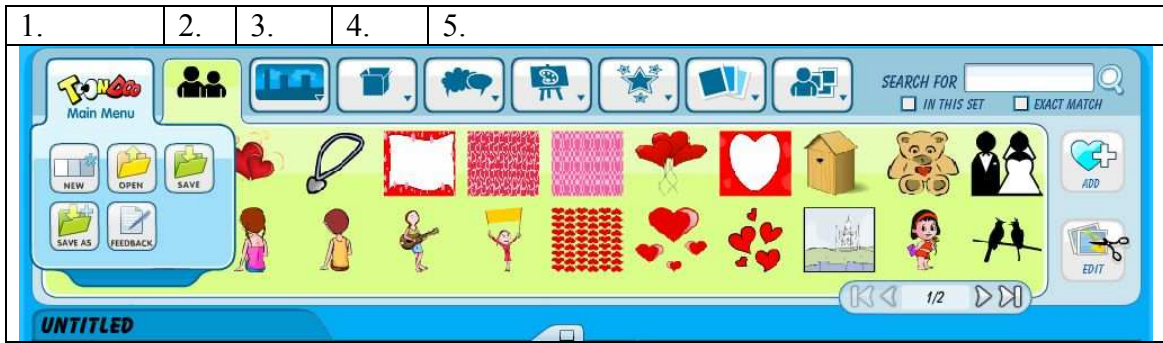 1. 2. 3. 4. 5.
TOONDOO
Main Menu
SEARCH FOR
IN THIS SET EXACT MATCH
NEW OPEN SAVE
ADD
SAVE AS FEEDBACK
EDIT
1/2
UNTITLED